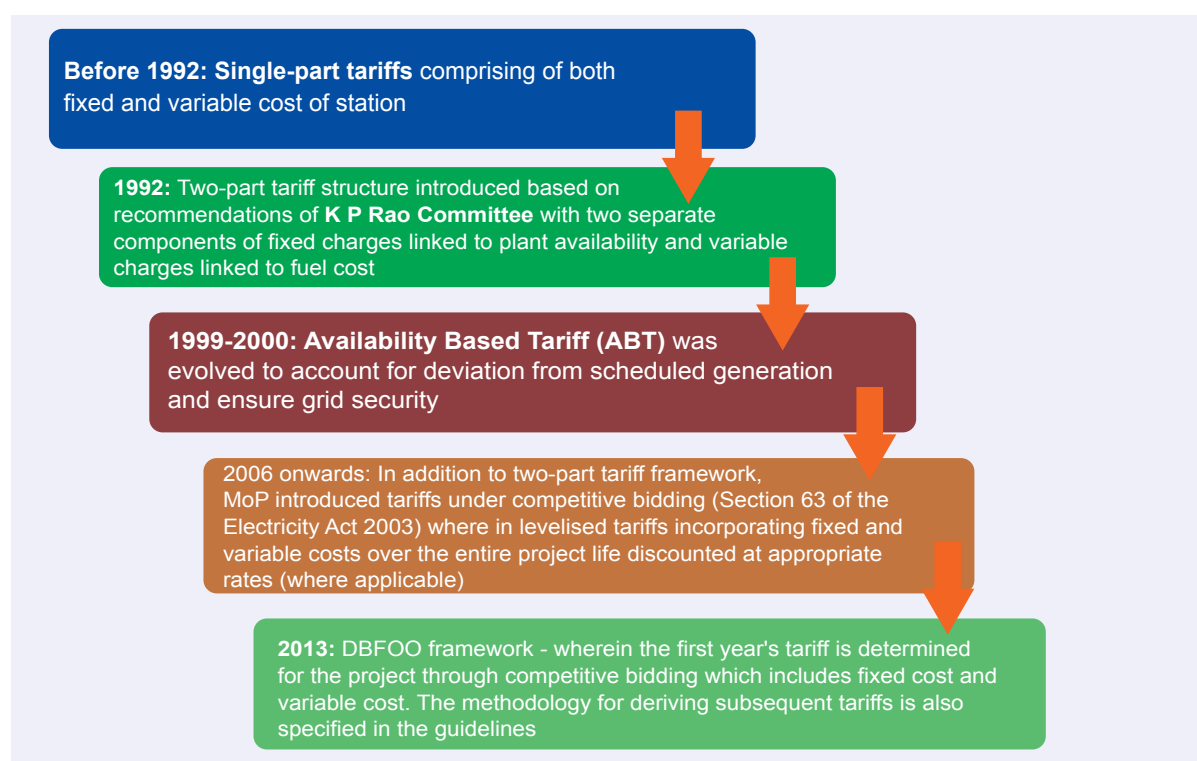 Before 1992: Single-part tariffs comprising of both
fixed and variable cost of station
1992: Two-part tariff structure introduced based on
recommendations of K P Rao Committee with two separate
components of fixed charges linked to plant availability and variable
charges linked to fuel cost
1999-2000: Availability Based Tariff (ABT) was
evolved to account for deviation from scheduled generation
and ensure grid security
2006 onwards: In addition to two-part tariff framework,
MoP introduced tariffs under competitive bidding (Section 63 of the
Electricity Act 2003) where in levelised tariffs incorporating fixed and
variable costs over the entire project life discounted at appropriate
rates (where applicable)
2013: DBFOO framework - wherein the first year's tariff is determined
for the project through competitive bidding which includes fixed cost and
variable cost. The methodology for deriving subsequent tariffs is also
specified in the guidelines